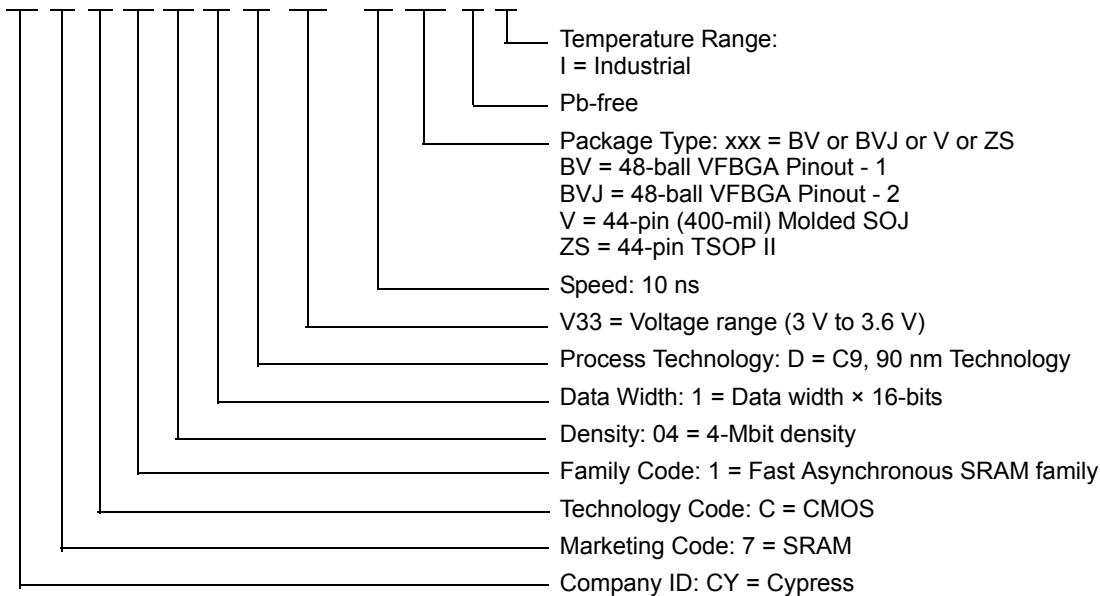 Temperature Range:
I = Industrial
Pb-free
Package Type: xxx = BV or BVJ or V or ZS
BV = 48-ball VFBGA Pinout - 1
BVJ = 48-ball VFBGA Pinout - 2
V = 44-pin (400-mil) Molded SOJ
ZS = 44-pin TSOP II
Speed: 10 ns
V33 = Voltage range (3 V to 3.6 V)
Process Technology: D = C9, 90 nm Technology
Data Width: 1 = Data width × 16-bits
Density: 04 = 4-Mbit density
Family Code: 1 = Fast Asynchronous SRAM family
Technology Code: C = CMOS
Marketing Code: 7 = SRAM
Company ID: CY = Cypress